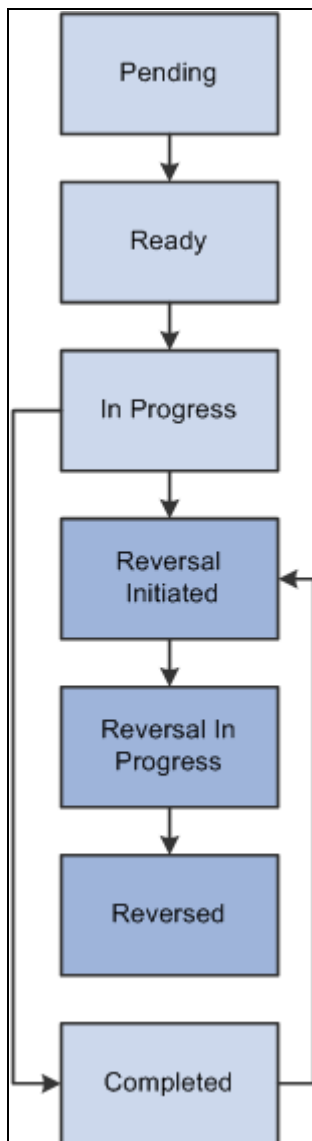 Pending
Ready
In Progress
Reversal
Initiated
Reversal In
Progress
Reversed
Completed